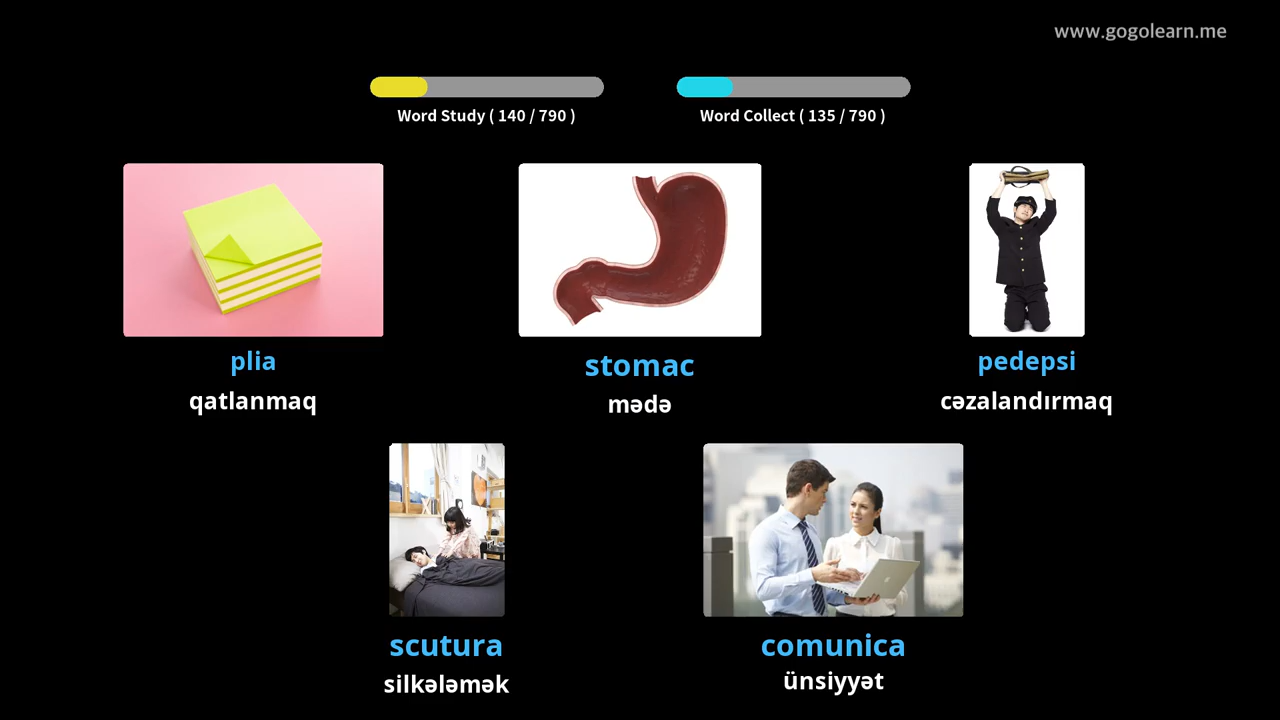 www.gogolearn.me
Word Study ( 140 / 790 )
Word Collect ( 135 / 790 )
plia
stomac
pedepsi
qatlanmaq
mədə
cəzalandırmaq
scutura
comunica
silkələmək
ünsiyyət